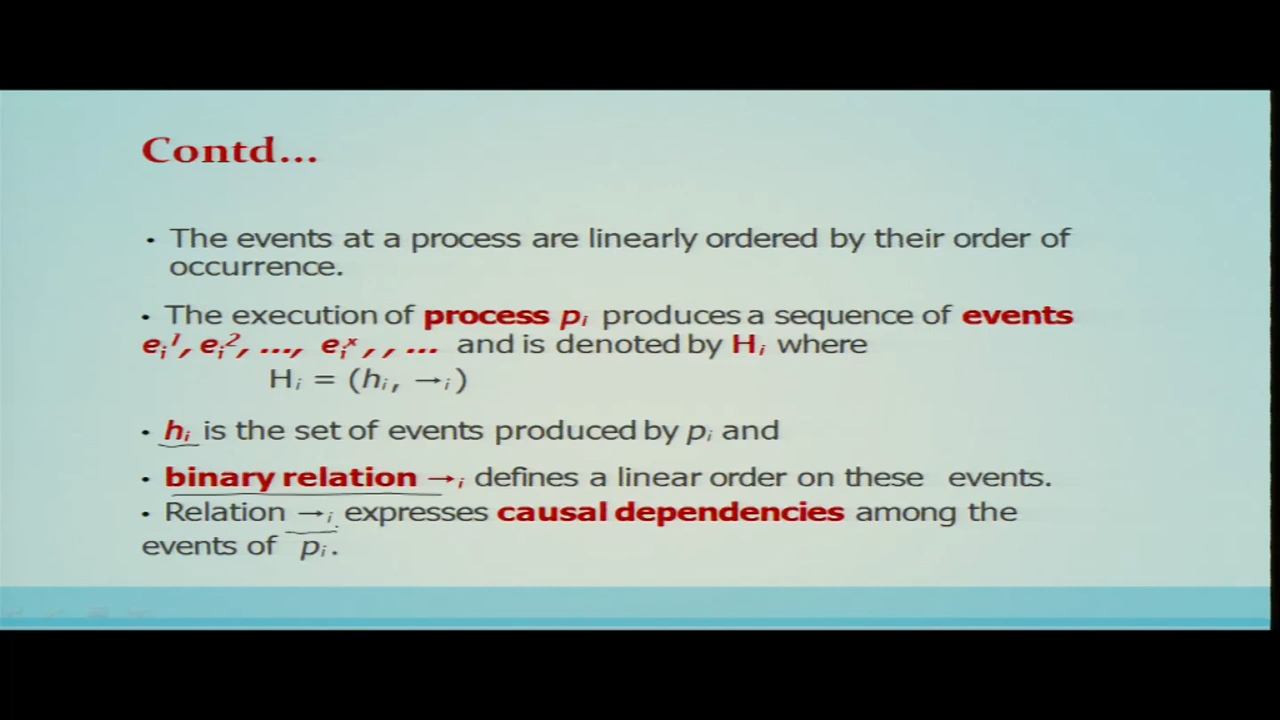 Contd...
• The events at a process are linearly ordered by their order of
occurrence.
• The execution of process pᵢ produces a sequence of events
eᵢ¹, eᵢ², ..., eᵢˣ, , ... and is denoted by Hᵢ where
Hᵢ = (hᵢ, →ᵢ)
• hᵢ is the set of events produced by pᵢ and
• binary relation →ᵢ defines a linear order on these events.
• Relation →ᵢ expresses causal dependencies among the
events of pᵢ.